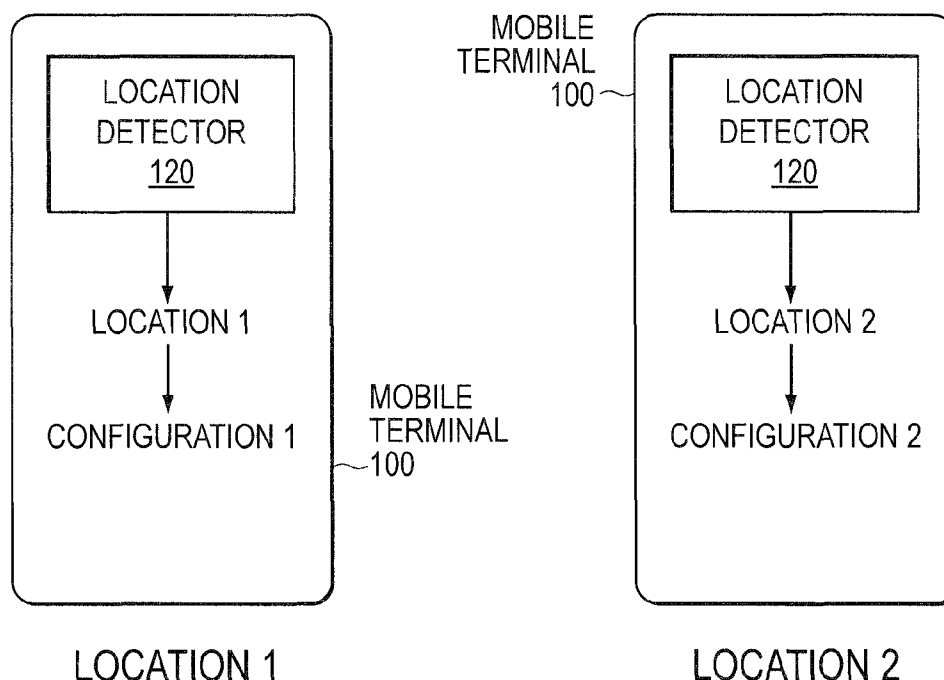 LOCATION
DETECTOR
120
LOCATION 1
CONFIGURATION 1
MOBILE
TERMINAL
100
LOCATION 1
MOBILE
TERMINAL
100
LOCATION
DETECTOR
120
LOCATION 2
CONFIGURATION 2
LOCATION 2